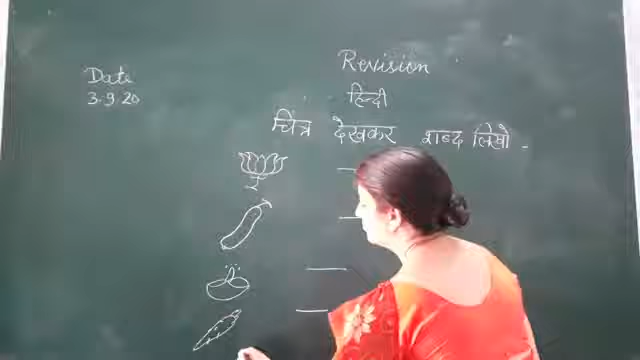 Revision
Date
3.9.20
हिन्दी
चित्र देखकर शब्द लिखो -